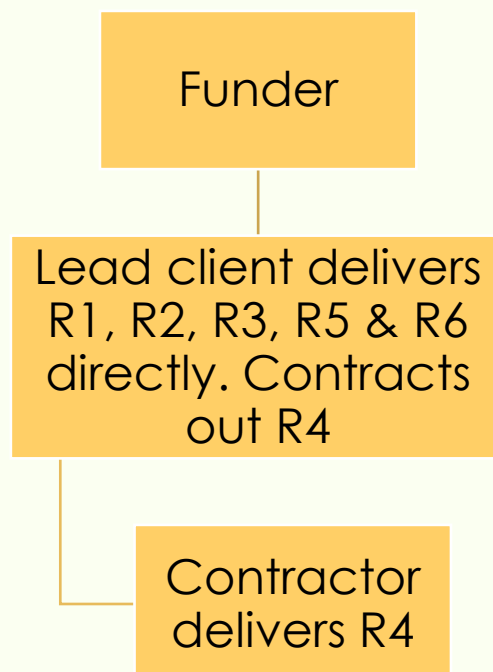 Funder
Lead client delivers
R1, R2, R3, R5 & R6
directly. Contracts
out R4
Contractor
delivers R4